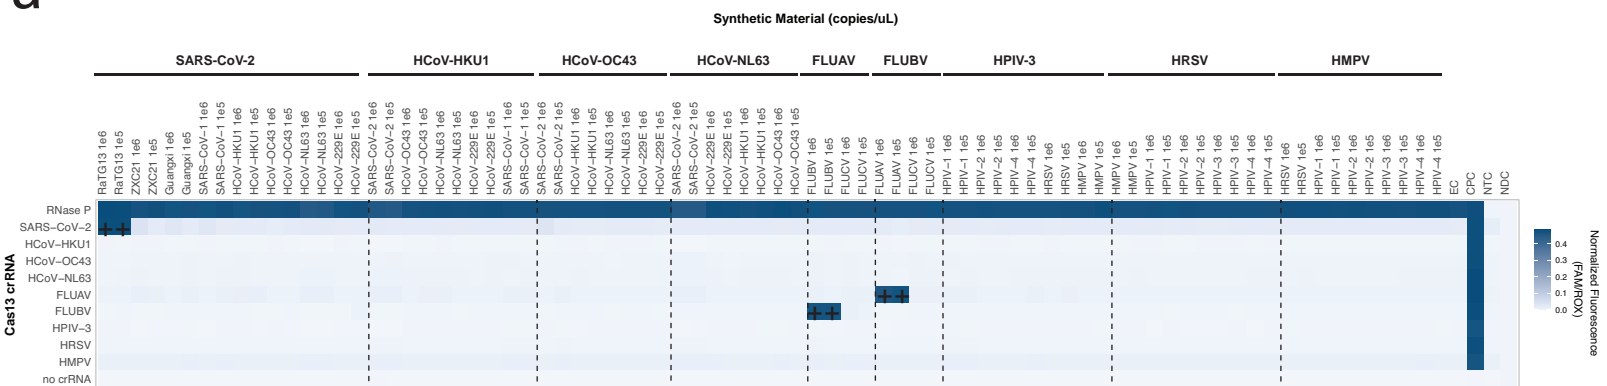 Synthetic Material (copies/uL)
SARS-CoV-2
HCoV-HKU1
HCoV-OC43
HCoV-NL63
FLUAV
FLUBV
HPIV-3
HRSV
HMPV
RaTG13 1e6
RaTG13 1e5
ZXC21 1e6
ZXC21 1e5
Guangxi 1e6
Guangxi 1e5
SARS−CoV−1 1e6
SARS−CoV−1 1e5
HCoV−HKU1 1e6
HCoV−HKU1 1e5
HCoV−OC43 1e6
HCoV−OC43 1e5
HCoV−NL63 1e6
HCoV−NL63 1e5
HCoV−229E 1e6
HCoV−229E 1e5
SARS−CoV−2 1e6
SARS−CoV−2 1e5
HCoV−OC43 1e6
HCoV−OC43 1e5
HCoV−NL63 1e6
HCoV−NL63 1e5
HCoV−229E 1e6
HCoV−229E 1e5
SARS−CoV−1 1e6
SARS−CoV−1 1e5
SARS−CoV−2 1e6
SARS−CoV−2 1e5
HCoV−HKU1 1e6
HCoV−HKU1 1e5
HCoV−NL63 1e6
HCoV−NL63 1e5
HCoV−229E 1e6
HCoV−229E 1e5
SARS−CoV−2 1e6
SARS−CoV−2 1e5
HCoV−229E 1e6
HCoV−229E 1e5
HCoV−HKU1 1e6
HCoV−HKU1 1e5
HCoV−OC43 1e6
HCoV−OC43 1e5
FLUBV 1e6
FLUBV 1e5
FLUCV 1e6
FLUCV 1e5
FLUAV 1e6
FLUAV 1e5
FLUCV 1e6
FLUCV 1e5
HPIV−1 1e6
HPIV−1 1e5
HPIV−2 1e6
HPIV−2 1e5
HPIV−4 1e6
HPIV−4 1e5
HRSV 1e6
HRSV 1e5
HMPV 1e6
HMPV 1e5
HMPV 1e6
HMPV 1e5
HPIV−1 1e6
HPIV−1 1e5
HPIV−2 1e6
HPIV−2 1e5
HPIV−3 1e6
HPIV−3 1e5
HPIV−4 1e6
HPIV−4 1e5
HRSV 1e6
HRSV 1e5
HPIV−1 1e6
HPIV−1 1e5
HPIV−2 1e6
HPIV−2 1e5
HPIV−3 1e6
HPIV−3 1e5
HPIV−4 1e6
HPIV−4 1e5
EC
CPC
NTC
NDC
Cas13 crRNA
RNase P
SARS−CoV−2
HCoV−HKU1
HCoV−OC43
HCoV−NL63
FLUAV
FLUBV
HPIV−3
HRSV
HMPV
no crRNA
0.4
0.3
0.2
0.1
0.0
Normalized Fluorescence
(FAM/ROX)